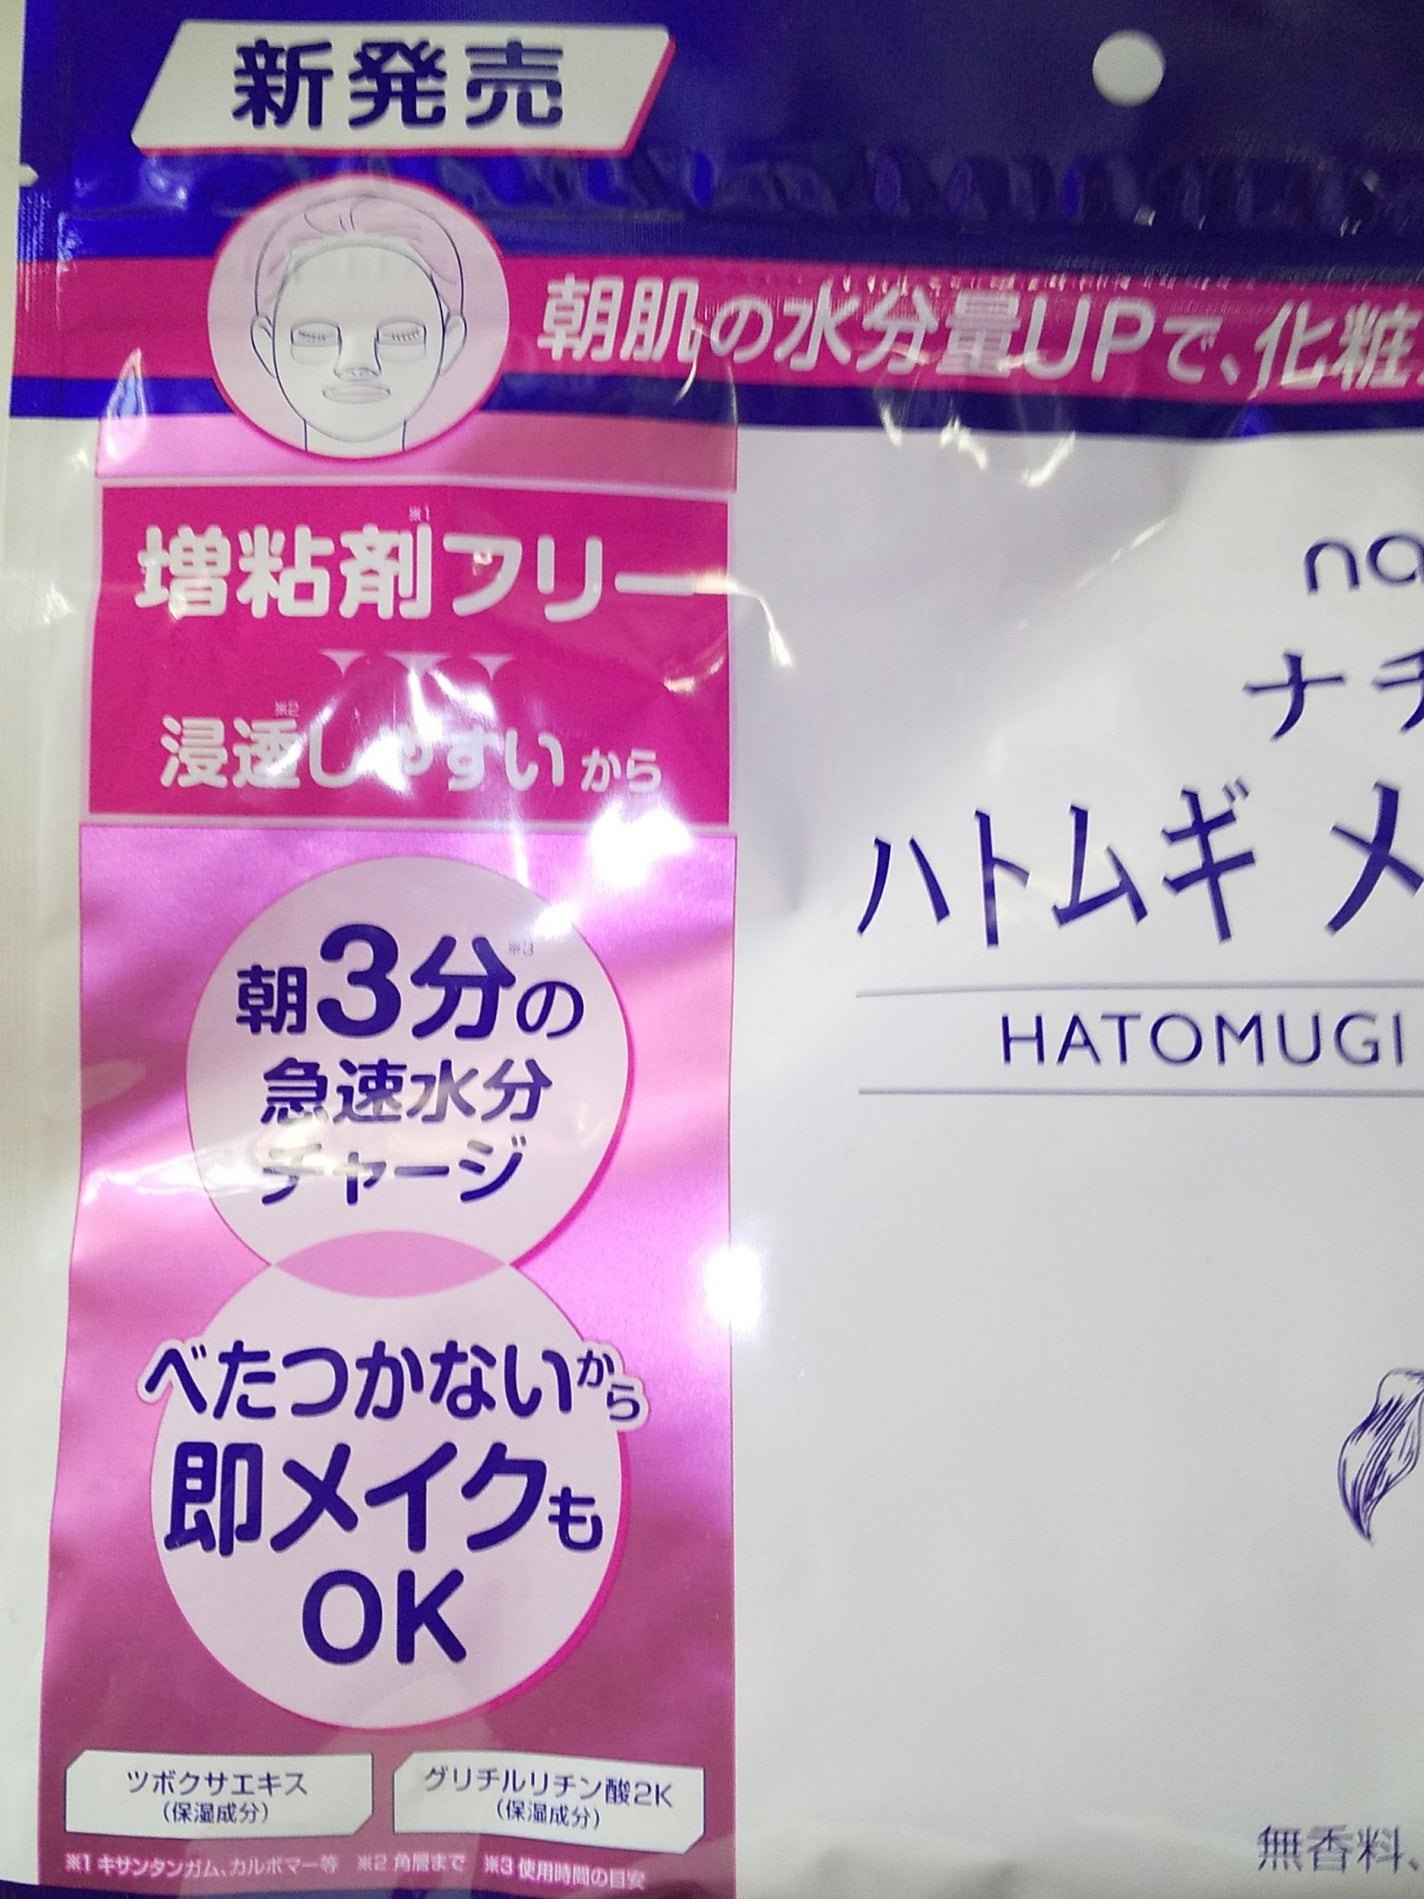 新発売
朝肌の水分量UPで、化粧
増粘剤※1フリー
浸透※2しやすいから
朝3分※3の
急速水分
チャージ
べたつかないから
即メイクも
OK
ツボクサエキス
(保湿成分)
グリチルリチン酸2K
(保湿成分)
※1 キサンタンガム、カルボマー等 ※2 角層まで ※3 使用時間の目安
na
ナチ
ハトムギ メ
HATOMUGI
無香料、